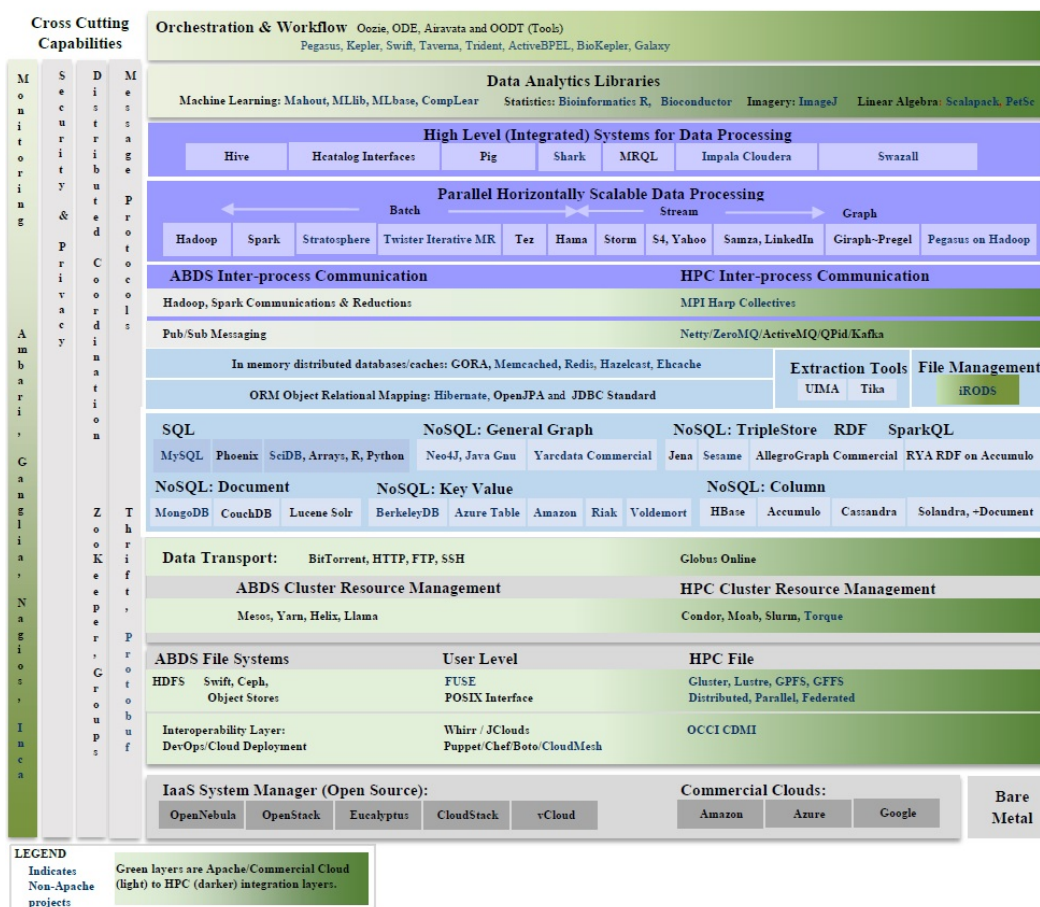 Cross Cutting
Capabilities
Monitoring Ambari, Ganglia, Nagios, Inca
Security & Privacy
Distributed Coordination ZooKeeper, JGroups
Message Protocols Thrift, Protobuf
Orchestration & Workflow Oozie, ODE, Airavata and OODT (Tools)
Pegasus, Kepler, Swift, Taverna, Trident, ActiveBPEL, BioKepler, Galaxy
Data Analytics Libraries
Machine Learning: Mahout, MLlib, MLbase, CompLear Statistics: Bioinformatics R, Bioconductor Imagery: ImageJ Linear Algebra: Scalapack, PetSc
High Level (Integrated) Systems for Data Processing
Hive Hcatalog Interfaces Pig Shark MRQL Impala Cloudera Swazall
Parallel Horizontally Scalable Data Processing
Batch Stream Graph
Hadoop Spark Stratosphere Twister Iterative MR Tez Hama Storm S4, Yahoo Samza, LinkedIn Giraph~Pregel Pegasus on Hadoop
ABDS Inter-process Communication HPC Inter-process Communication
Hadoop, Spark Communications & Reductions MPI Harp Collectives
Pub/Sub Messaging Netty/ZeroMQ/ActiveMQ/QPid/Kafka
In memory distributed databases/caches: GORA, Memcached, Redis, Hazelcast, Ehcache
ORM Object Relational Mapping: Hibernate, OpenJPA and JDBC Standard
Extraction Tools
UIMA Tika
File Management
iRODS
SQL NoSQL: General Graph NoSQL: TripleStore RDF SparkQL
MySQL Phoenix SciDB, Arrays, R, Python Neo4J, Java Gnu Yarcdata Commercial Jena Sesame AllegroGraph Commercial RYA RDF on Accumulo
NoSQL: Document NoSQL: Key Value NoSQL: Column
MongoDB CouchDB Lucene Solr BerkeleyDB Azure Table Amazon Riak Voldemort HBase Accumulo Cassandra Solandra, +Document
Data Transport: BitTorrent, HTTP, FTP, SSH Globus Online
ABDS Cluster Resource Management HPC Cluster Resource Management
Mesos, Yarn, Helix, Llama Condor, Moab, Slurm, Torque
ABDS File Systems User Level HPC File
HDFS Swift, Ceph, FUSE Gluster, Lustre, GPFS, GFFS
Object Stores POSIX Interface Distributed, Parallel, Federated
Interoperability Layer: Whirr / JClouds OCCI CDMI
DevOps/Cloud Deployment Puppet/Chef/Boto/CloudMesh
IaaS System Manager (Open Source): Commercial Clouds:
OpenNebula OpenStack Eucalyptus CloudStack vCloud Amazon Azure Google
Bare
Metal
LEGEND
Indicates
Non-Apache
projects
Green layers are Apache/Commercial Cloud
(light) to HPC (darker) integration layers.